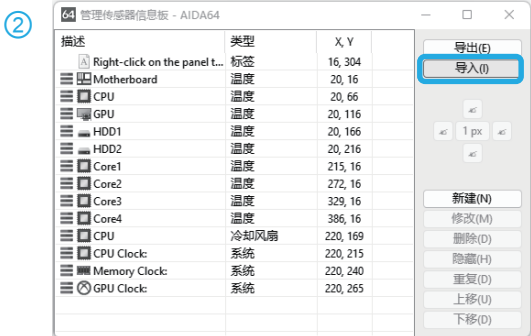 ②
64 管理传感器信息板 - AIDA64
描述 类型 X, Y
Right-click on the panel t... 标签 16, 304
Motherboard 温度 20, 16
CPU 温度 20, 66
GPU 温度 20, 116
HDD1 温度 20, 166
HDD2 温度 20, 216
Core1 温度 215, 16
Core2 温度 272, 16
Core3 温度 329, 16
Core4 温度 386, 16
CPU 冷却风扇 220, 169
CPU Clock: 系统 220, 215
Memory Clock: 系统 220, 240
GPU Clock: 系统 220, 265
导出(E)
导入(I)
1 px
新建(N)
修改(M)
删除(D)
隐藏(H)
重复(D)
上移(U)
下移(D)